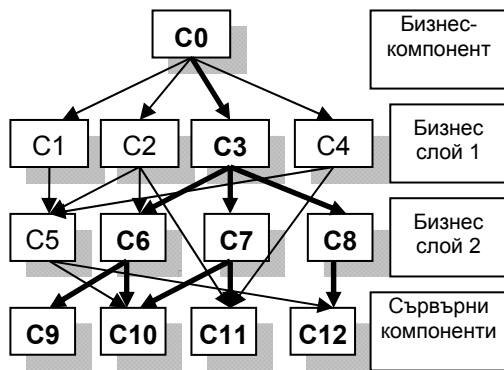 C0
Бизнес-
компонент
C1 C2 C3 C4
Бизнес
слой 1
C5 C6 C7 C8
Бизнес
слой 2
C9 C10 C11 C12
Сървърни
компоненти